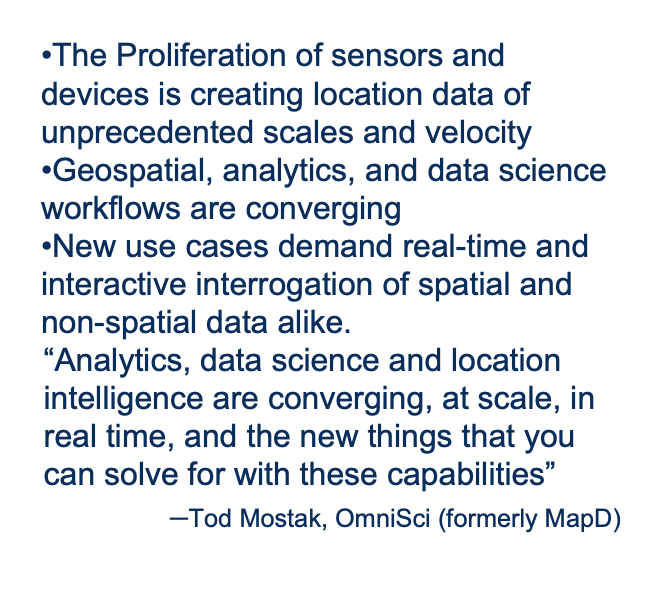 •The Proliferation of sensors and
devices is creating location data of
unprecedented scales and velocity
•Geospatial, analytics, and data science
workflows are converging
•New use cases demand real-time and
interactive interrogation of spatial and
non-spatial data alike.
“Analytics, data science and location
intelligence are converging, at scale, in
real time, and the new things that you
can solve for with these capabilities”
—Tod Mostak, OmniSci (formerly MapD)